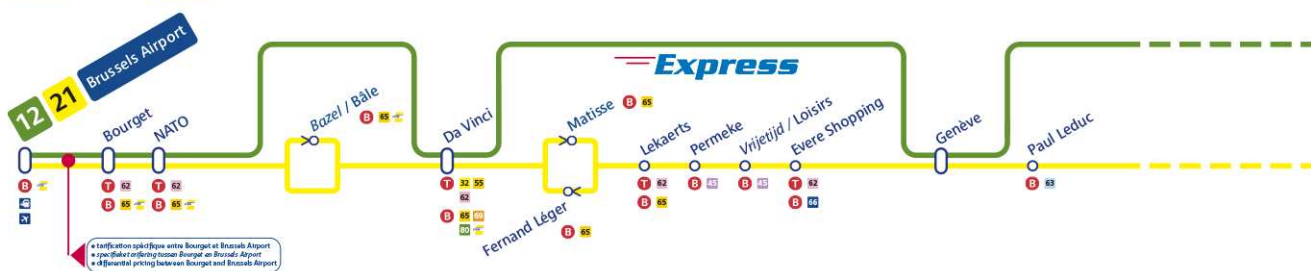 12 21 Brussels Airport
Bourget
NATO
Bazel / Bâle
Da Vinci
Express
Matisse
Fernand Léger
Lekaerts
Permeke
Vrijetijd / Loisirs
Evere Shopping
Genève
Paul Leduc
B
T 62
B 65
T 62
B 65
B 65
T 32 55
62
B 65 69
80
B 65
B 65
T 62
B 65
B 45
B 45
T 62
B 66
B 63
• tarification spécifique entre Bourget et Brussels Airport
• specifieket arifering tussen Bourget en Brussels Airport
• differential pricing between Bourget and Brussels Airport